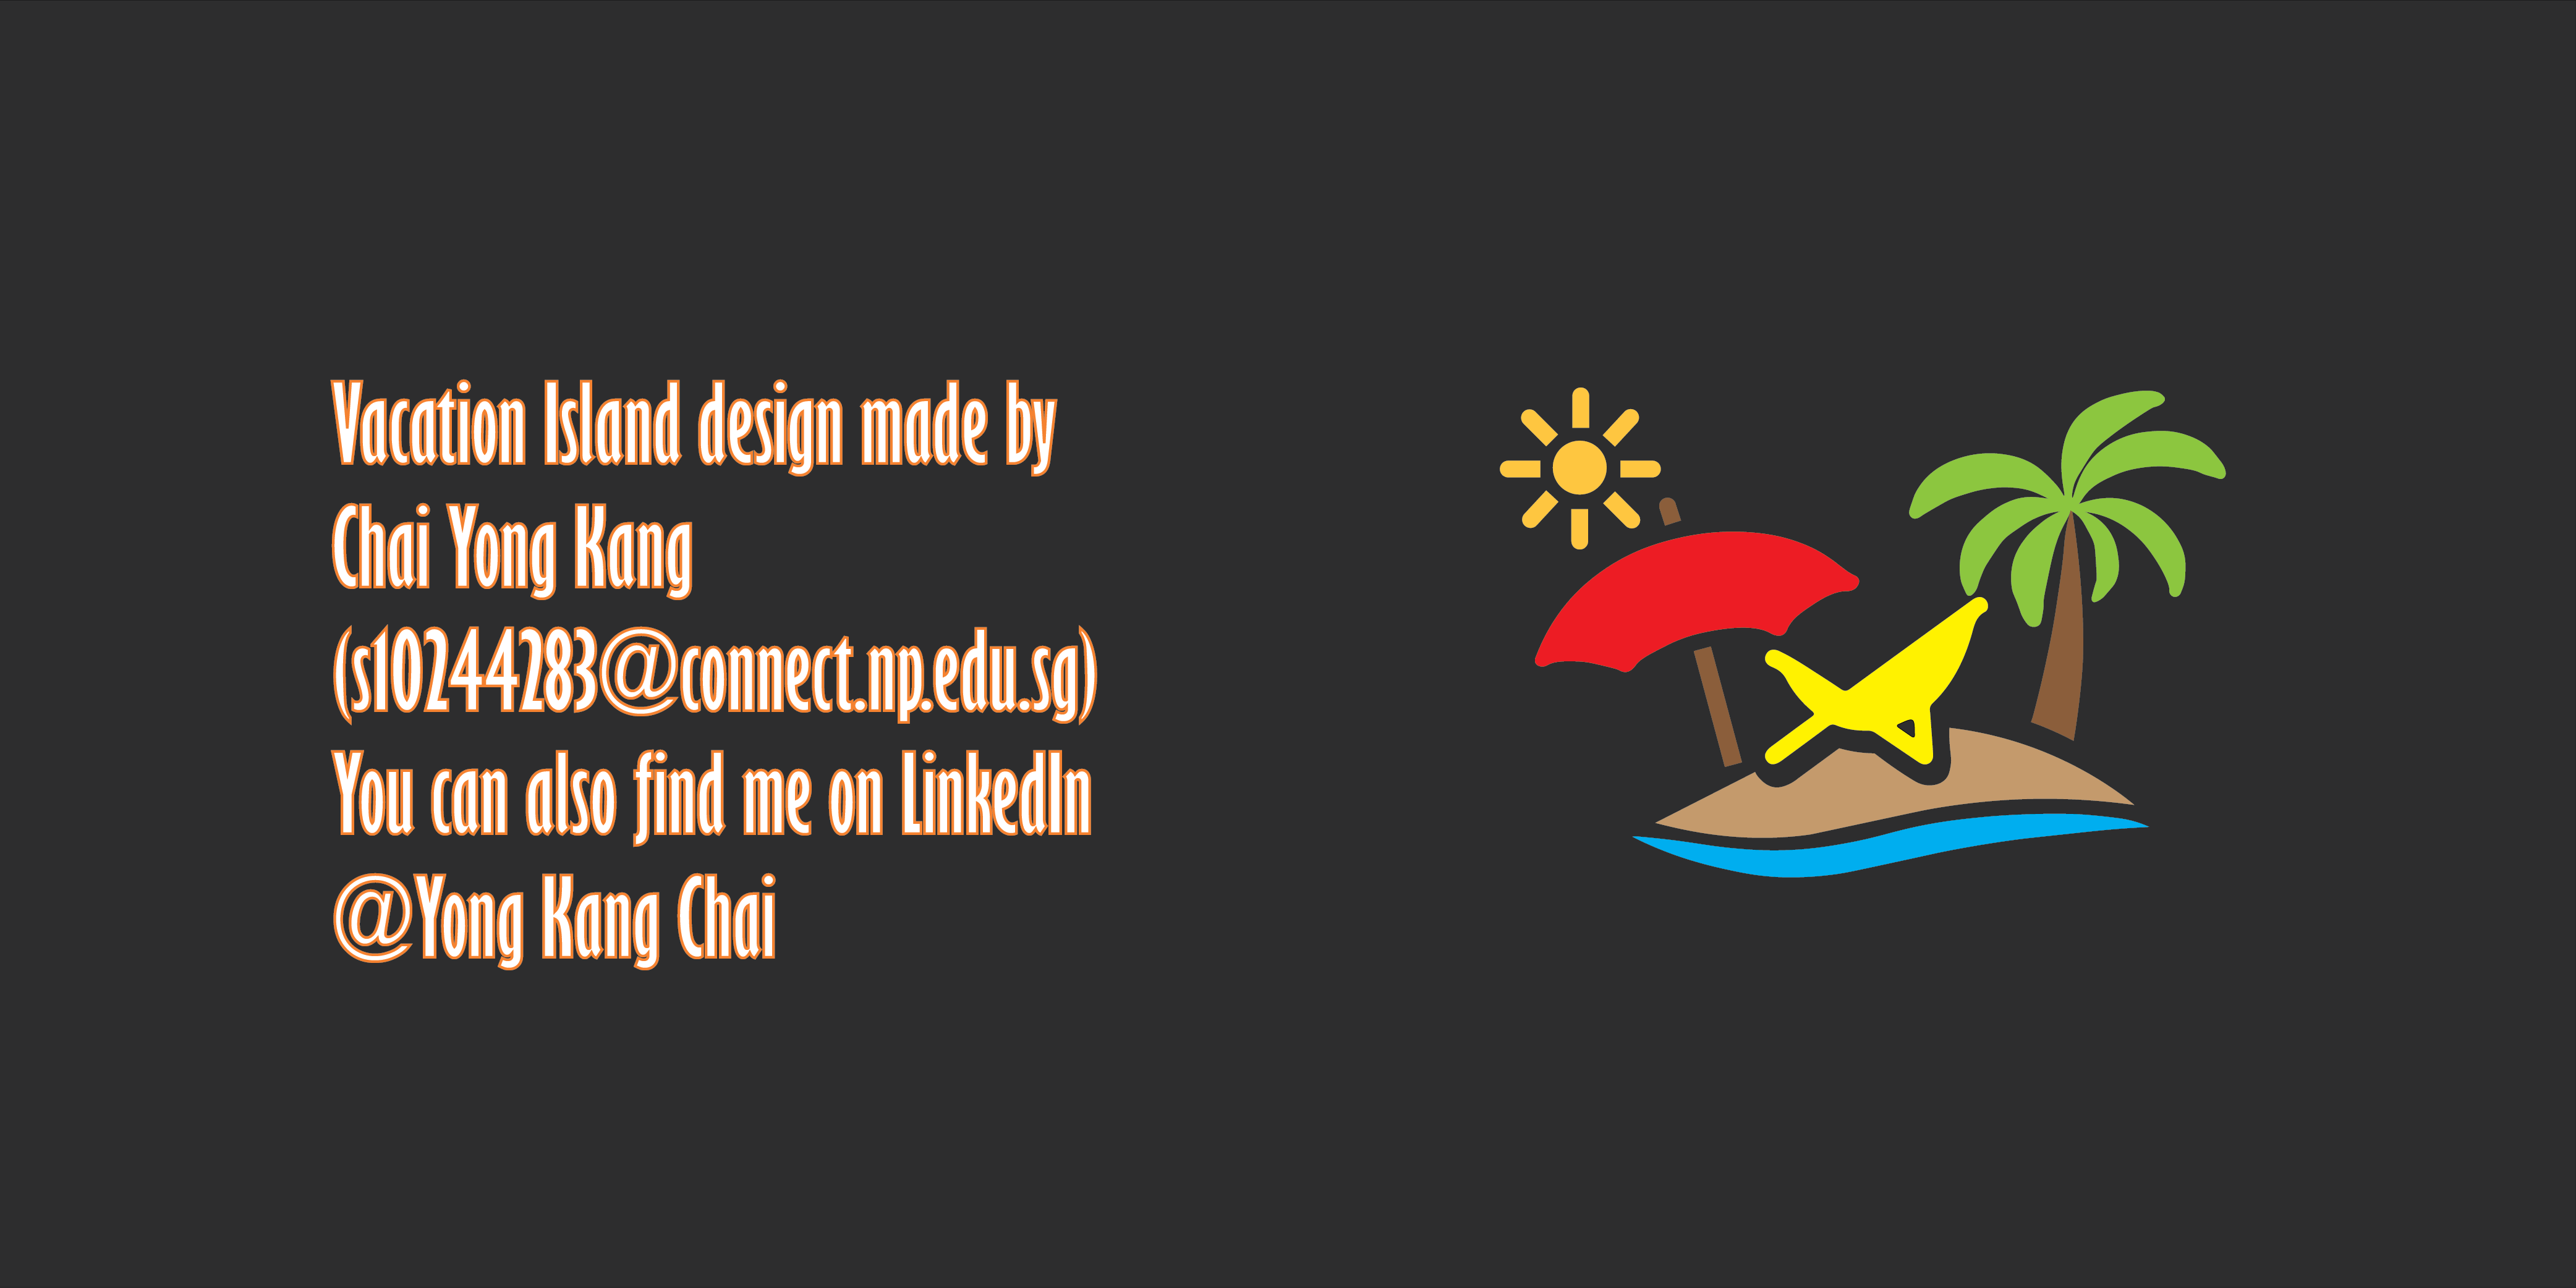 Vacation Island design made by
Chai Yong Kang
(s10244283@connect.np.edu.sg)
You can also find me on LinkedIn
@Yong Kang Chai